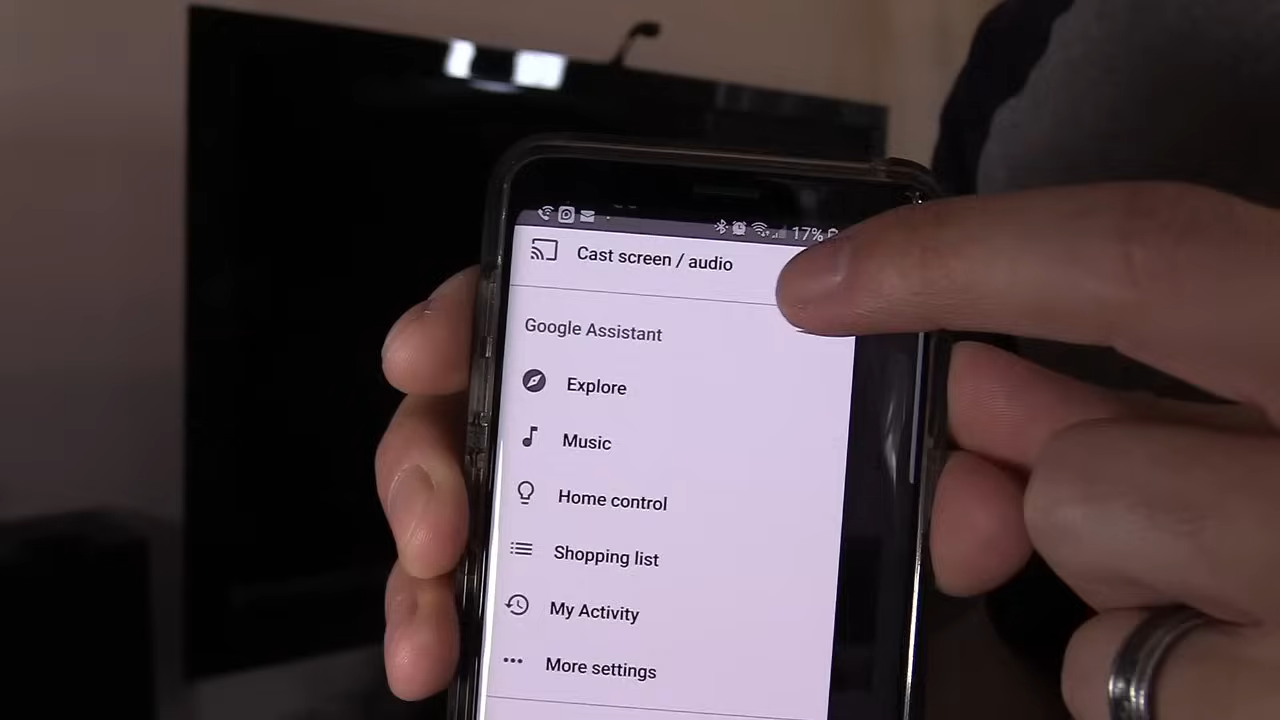 17%
Cast screen / audio
Google Assistant
Explore
Music
Home control
Shopping list
My Activity
More settings